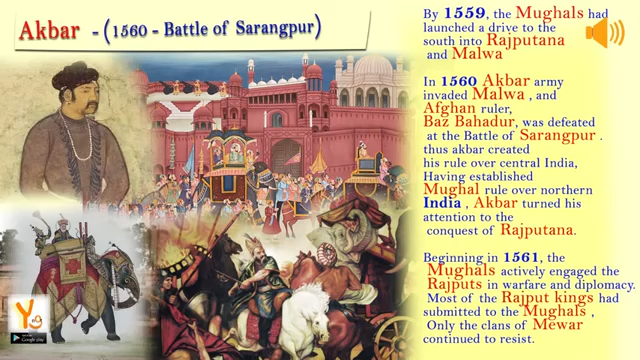 Akbar - (1560 - Battle of Sarangpur)
By 1559, the Mughals had
launched a drive to the
south into Rajputana
and Malwa
In 1560 Akbar army
invaded Malwa , and
Afghan ruler,
Baz Bahadur, was defeated
at the Battle of Sarangpur .
thus akbar created
his rule over central India,
Having established
Mughal rule over northern
India , Akbar turned his
attention to the
conquest of Rajputana.
Beginning in 1561, the
Mughals actively engaged the
Rajputs in warfare and diplomacy.
Most of the Rajput kings had
submitted to the Mughals ,
Only the clans of Mewar
continued to resist.
Google play